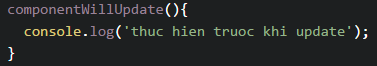 componentWillUpdate(){
  console.log('thuc hien truoc khi update');
}